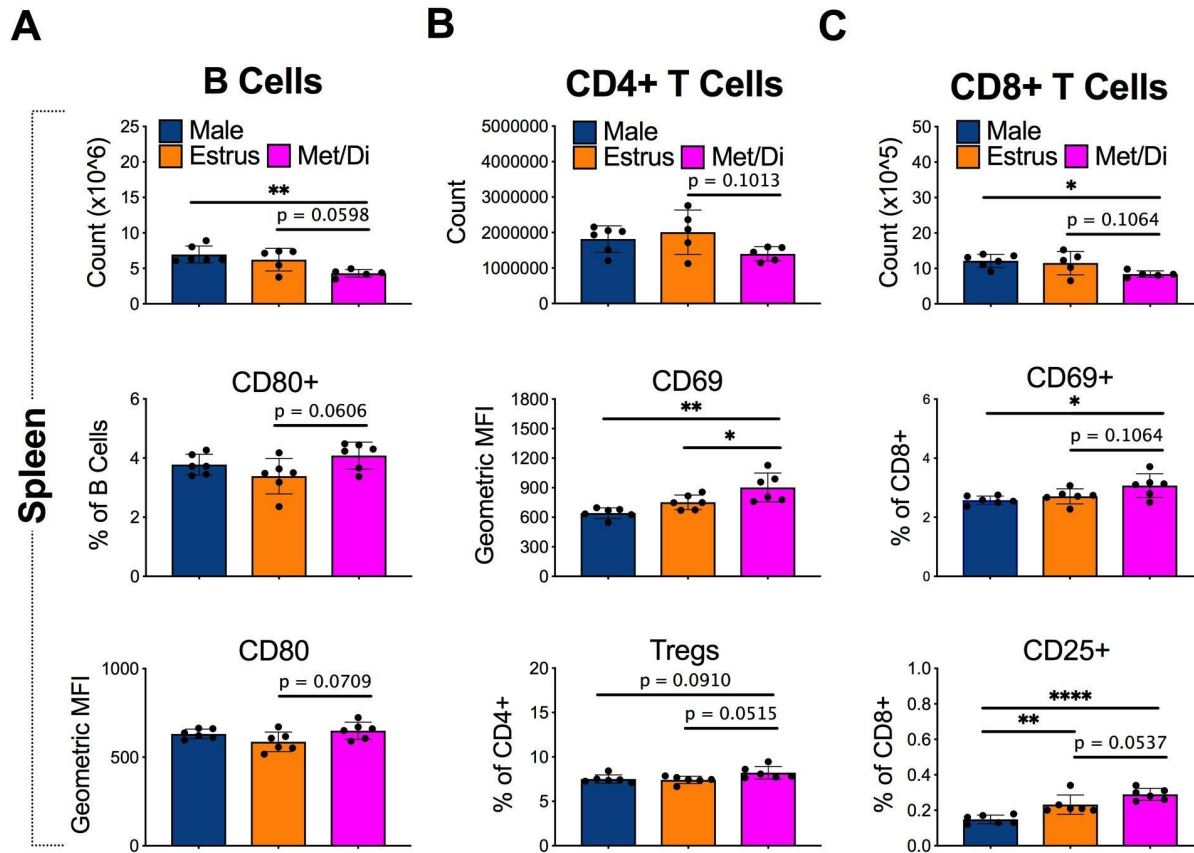 A
B
C
Spleen
B Cells
Count (x10^6)
25
20
15
10
5
0
Male
Estrus
Met/Di
**
p = 0.0598
CD4+ T Cells
Count
5000000
4000000
3000000
2000000
1000000
0
Male
Estrus
Met/Di
p = 0.1013
CD8+ T Cells
Count (x10^5)
50
40
30
20
10
0
Male
Estrus
Met/Di
*
p = 0.1064
CD80+
% of B Cells
6
4
2
0
p = 0.0606
CD69
Geometric MFI
1800
1500
1200
900
600
300
0
**
*
CD69+
% of CD8+
6
4
2
0
*
p = 0.1064
CD80
Geometric MFI
1000
500
0
p = 0.0709
Tregs
% of CD4+
20
15
10
5
0
p = 0.0910
p = 0.0515
CD25+
% of CD8+
1.0
0.8
0.6
0.4
0.2
0.0
****
**
p = 0.0537